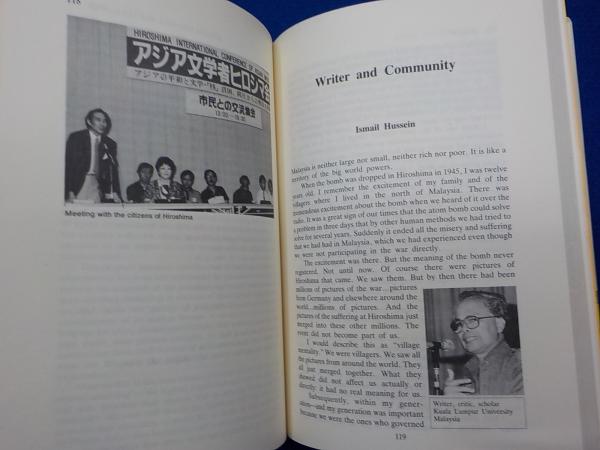 118
HIROSHIMA INTERNATIONAL CONFERENCE OF ASIAN
アジア文学者ヒロシマ会
アジアの平和と文学
市民との交流集会
13:00
Meeting with the citizens of Hiroshima
Writer and Community
Ismail Hussein
Malaysia is neither large nor small, neither rich nor poor. It is like a
territory of the big world powers.
When the bomb was dropped in Hiroshima in 1945, I was twelve
years old. I remember the excitement of my family and of the
villagers where I lived in the north of Malaysia. There was
tremendous excitement about the bomb when we heard of it over the
radio. It was a great sign of our times that the atom bomb could solve
a problem in three days that by other human methods we had tried to
solve for several years. Suddenly it ended all the misery and suffering
that we had had in Malaysia, which we had experienced even though
we were not participating in the war directly.
The excitement was there. But the meaning of the bomb never
registered. Not until now. Of course there were pictures of
Hiroshima that came. We saw them. But by then there had been
millions of pictures of the war...pictures
from Germany and elsewhere around the
world...millions of pictures. And the
pictures of the suffering at Hiroshima just
merged into these other millions. The
event did not become part of us.
I would describe this as "village
mentality." We were villagers. We saw all
the pictures from around the world. They
all just merged together. What they
showed did not affect us actually or
directly: it had no real meaning for us.
Subsequently, within my gener-
ation—and my generation was important
because we were the ones who governed
Writer, critic, scholar
Kuala Lumpur University
Malaysia
119